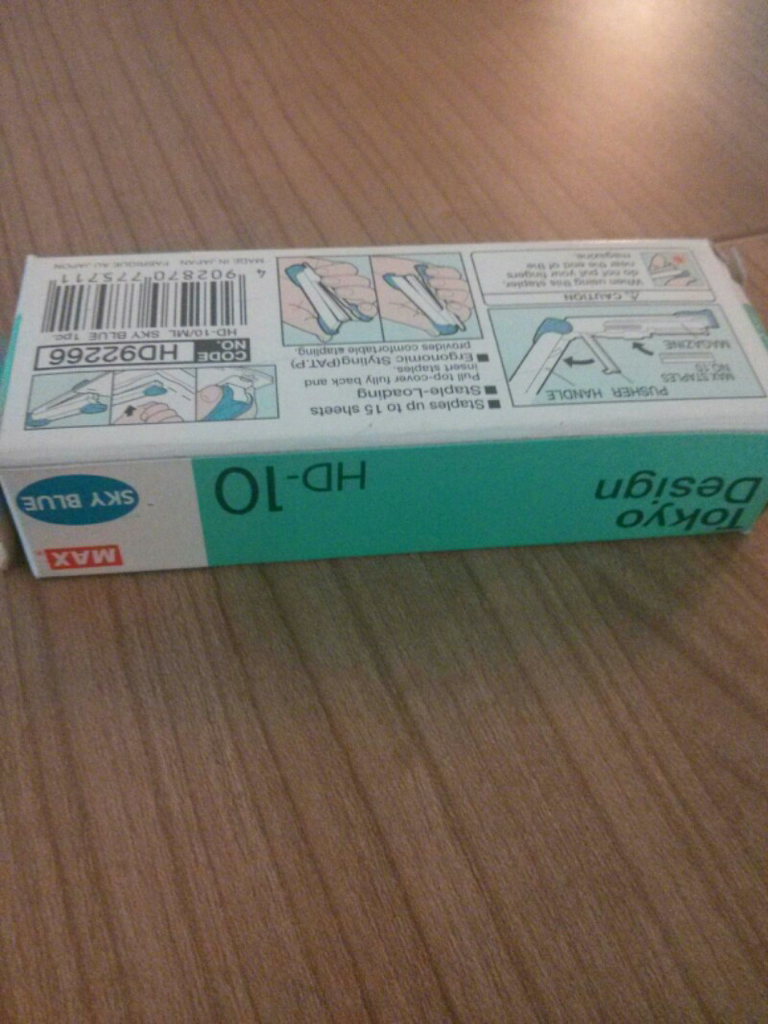 MAX
SKY BLUE
HD-10
Tokyo
Design
PUSHER HANDLE
MAX STAPLES
NO.10
MAGAZINE
⚠ CAUTION
When using this stapler,
do not put your fingers
near the end of the
magazine.
■ Staples up to 15 sheets
■ Staple-Loading
Pull top-cover fully back and
insert staples.
■ Ergonomic Styling(PAT.P)
provides comfortable stapling.
CODE
NO.
HD92266
HD-10/ML SKY BLUE 1pc.
4 902870 775711
MADE IN JAPAN FABRIQUE AU JAPON